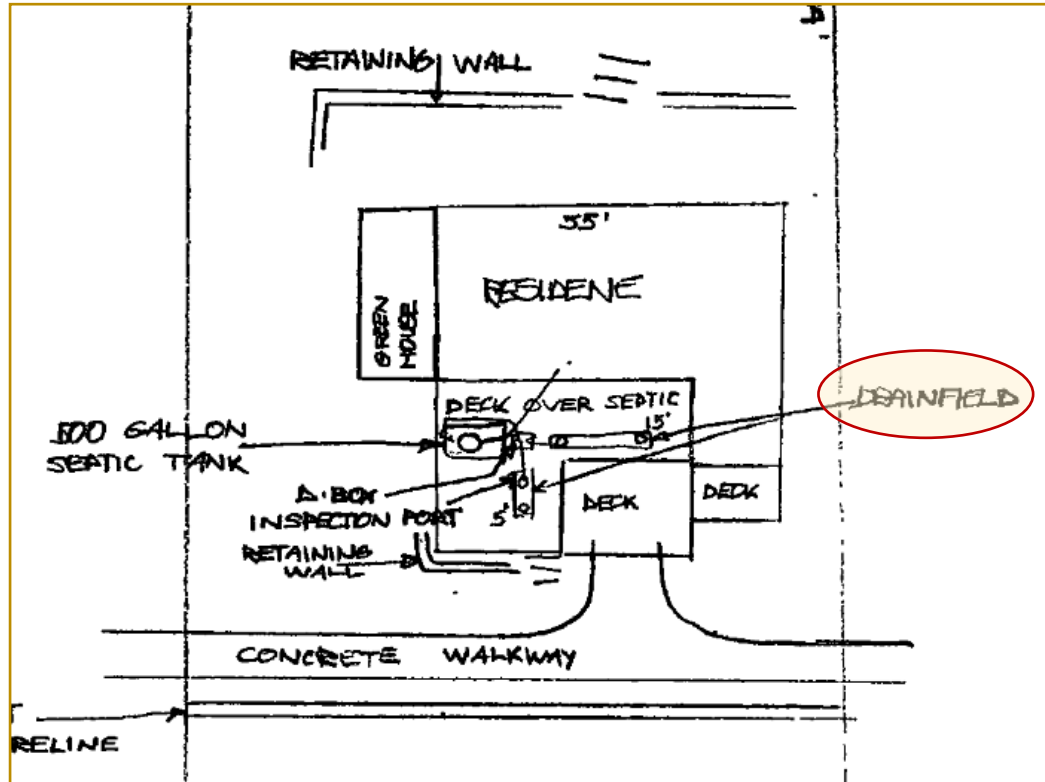 RETAINING WALL
55'
RESIDENE
GREEN
HOUSE
DECK OVER SEPTIC
15'
DRAINFIELD
500 GALLON
SEPTIC TANK
D. BOX
INSPECTION PORT
5'
DECK
DECK
RETAINING
WALL
CONCRETE WALKWAY
RELINE